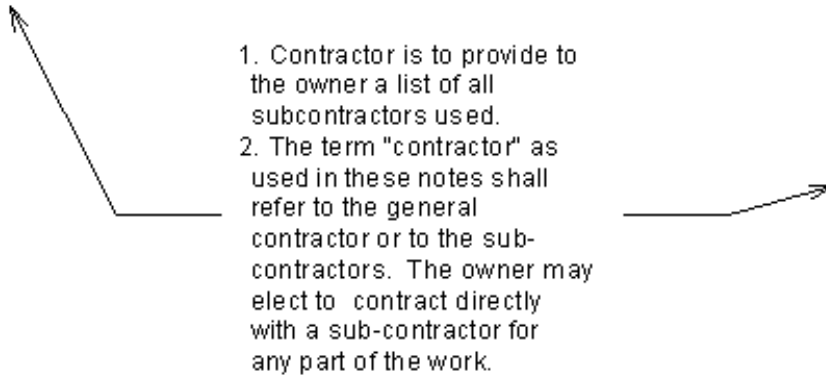 1. Contractor is to provide to
the owner a list of all
subcontractors used.
2. The term "contractor" as
used in these notes shall
refer to the general
contractor or to the sub-
contractors.  The owner may
elect to  contract directly
with a sub-contractor for
any part of the work.